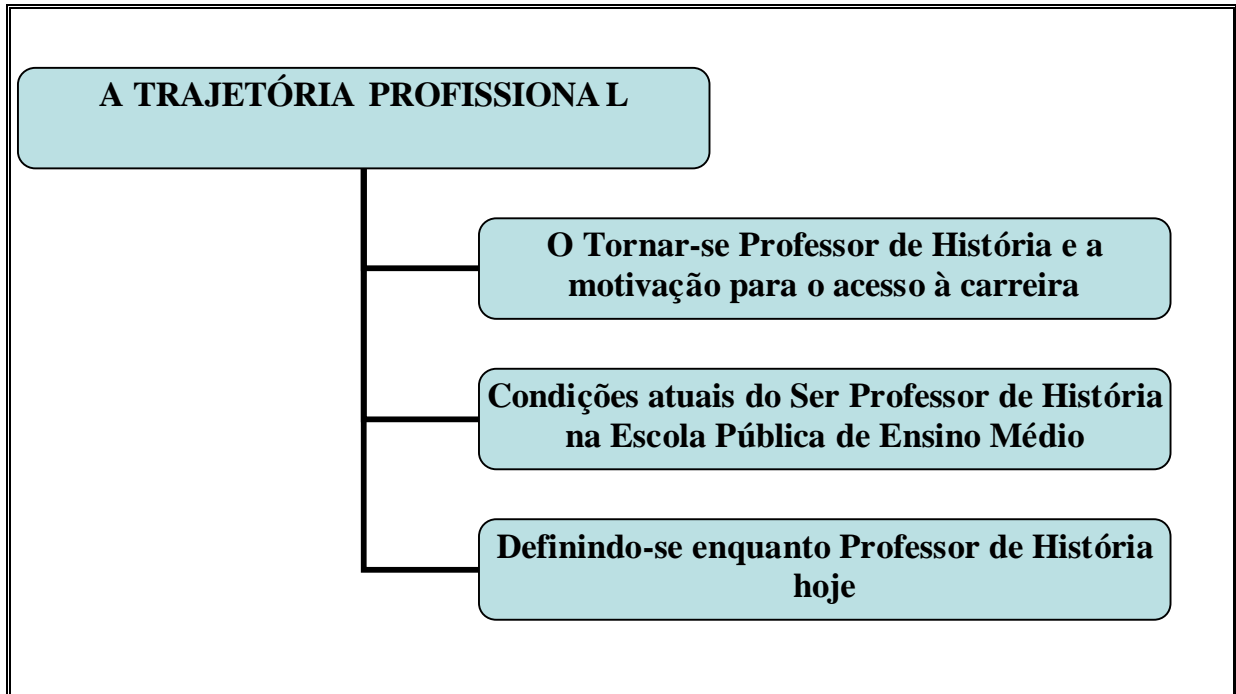 A TRAJETÓRIA PROFISSIONA L
O Tornar-se Professor de História e a
motivação para o acesso à carreira
Condições atuais do Ser Professor de História
na Escola Pública de Ensino Médio
Definindo-se enquanto Professor de História
hoje